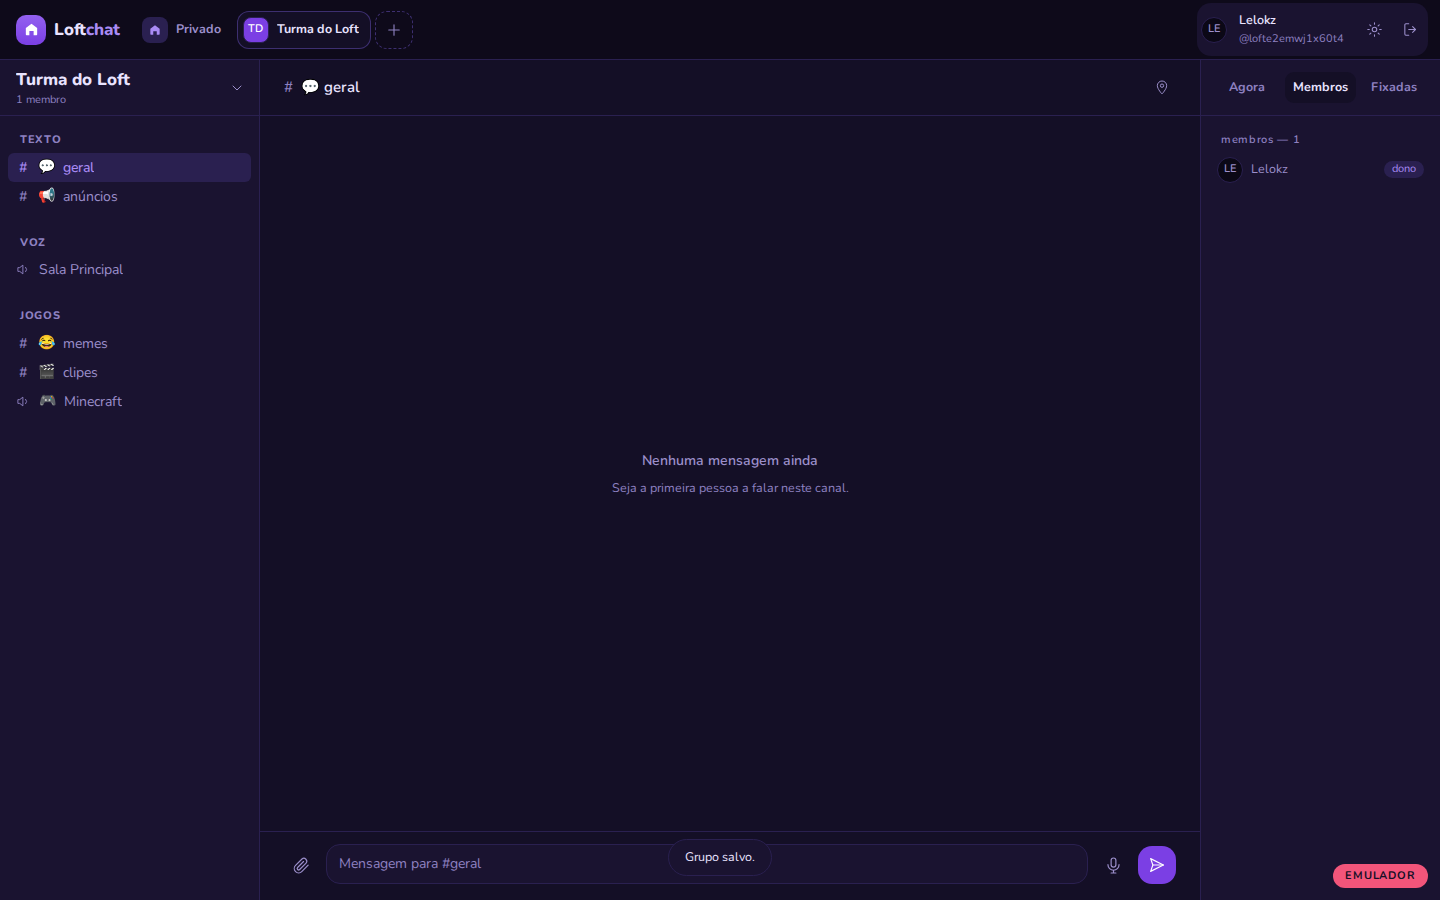 Loftchat
Privado
TD Turma do Loft
LE
Lelokz
@lofte2emwj1x60t4
Turma do Loft
1 membro
TEXTO
# 💬 geral
# 📢 anúncios
VOZ
Sala Principal
JOGOS
# 😂 memes
# 🎬 clipes
🎮 Minecraft
# 💬 geral
Nenhuma mensagem ainda
Seja a primeira pessoa a falar neste canal.
Mensagem para #geral
Grupo salvo.
Agora Membros Fixadas
membros — 1
LE Lelokz dono
EMULADOR